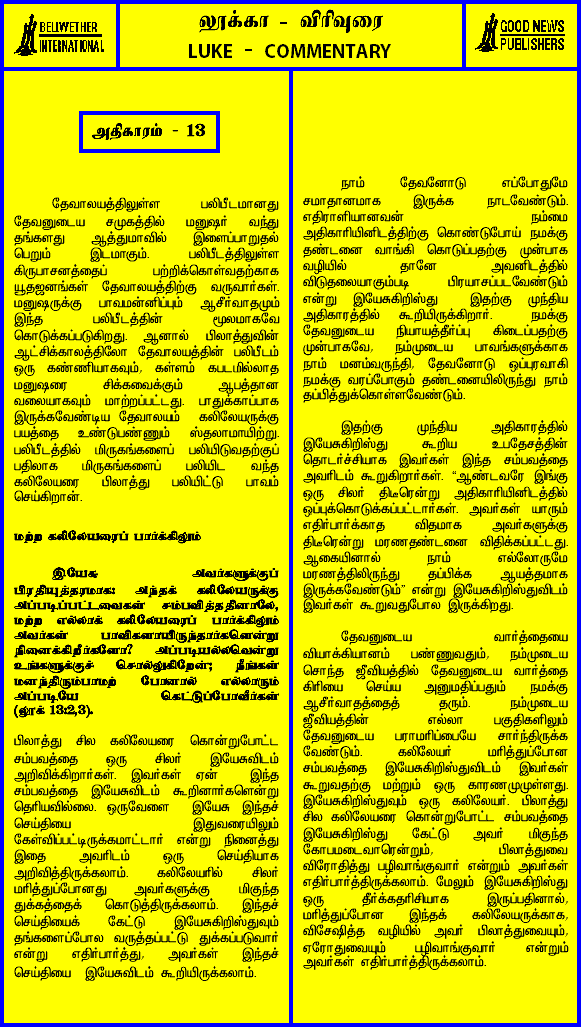 BELIWETHER
INTERNATIONAL
லூக்கா - விரிவுரை
LUKE - COMMENTARY
GOOD NEWS
PUBLISHERS
அதிகாரம் - 13
தேவாலயத்திலுள்ள பலிபீடமானது
தேவனுடைய சமுகத்தில் மனுஷர் வந்து
தங்களது ஆத்துமாவில் இளைப்பாறுதல்
பெறும் இடமாகும். பலிபீடத்திலுள்ள
கிருபாசனத்தைப் பற்றிக்கொள்வதற்காக
யூதஜனங்கள் தேவாலயத்திற்கு வருவார்கள்.
மனுஷருக்கு பாவமன்னிப்பும் ஆசீர்வாதமும்
இந்த பலிபீடத்தின் மூலமாகவே
கொடுக்கப்படுகிறது. ஆனால் பிலாத்துவின்
ஆட்சிக்காலத்திலோ தேவாலயத்தின் பலிபீடம்
ஒரு கண்ணியாகவும், கள்ளம் கபடமில்லாத
மனுஷரை சிக்கவைக்கும் ஆபத்தான
வலையாகவும் மாற்றப்பட்டது. பாதுக்காப்பாக
இருக்கவேண்டிய தேவாலயம் கலிலேயருக்கு
பயத்தை உண்டுபண்ணும் ஸ்தலாமாயிற்று.
பலிபீடத்தில் மிருகங்களைப் பலியிடுவதற்குப்
பதிலாக மிருகங்களைப் பலியிட வந்த
கலிலேயரை பிலாத்து பலியிட்டு பாவம்
செய்கிறான்.
மற்ற கலிலேயரைப் பார்க்கிலும்
இயேசு அவர்களுக்குப்
பிரதியுத்தரமாக: அந்தக் கலிலேயருக்கு
அப்படிப்பட்டவைகள் சம்பவித்ததினாலே,
மற்ற எல்லாக் கலிலேயரைப் பார்க்கிலும்
அவர்கள் பாவிகளாயிருந்தார்களென்று
நினைக்கிறீர்களோ? அப்படியல்லவென்று
உங்களுக்குச் சொல்லுகிறேன்; நீங்கள்
மனந்திரும்பாமற் போனால் எல்லாரும்
அப்படியே கெட்டுப்போவீர்கள்
(லூக் 13:2,3).
பிலாத்து சில கலிலேயரை கொன்றுபோட்ட
சம்பவத்தை ஒரு சிலர் இயேசுவிடம்
அறிவிக்கிறார்கள். இவர்கள் ஏன் இந்த
சம்பவத்தை இயேசுவிடம் கூறினார்களென்று
தெரியவில்லை. ஒருவேளை இயேசு இந்தச்
செய்தியை இதுவரையிலும்
கேள்விப்பட்டிருக்கமாட்டார் என்று நினைத்து
இதை அவரிடம் ஒரு செய்தியாக
அறிவித்திருக்கலாம். கலிலேயரில் சிலர்
மரித்துப்போனது அவர்களுக்கு மிகுந்த
துக்கத்தைக் கொடுத்திருக்கலாம். இந்தச்
செய்தியைக் கேட்டு இயேசுகிறிஸ்துவும்
தங்களைப்போல வருத்தப்பட்டு துக்கப்படுவார்
என்று எதிர்பார்த்து, அவர்கள் இந்தச்
செய்தியை இயேசுவிடம் கூறியிருக்கலாம்.
நாம் தேவனோடு எப்போதுமே
சமாதானமாக இருக்க நாடவேண்டும்.
எதிராளியானவன் நம்மை
அதிகாரியினிடத்திற்கு கொண்டுபோய் நமக்கு
தண்டனை வாங்கி கொடுப்பதற்கு முன்பாக
வழியில் தானே அவனிடத்தில்
விடுதலையாகும்படி பிரயாசப்படவேண்டும்
என்று இயேசுகிறிஸ்து இதற்கு முந்திய
அதிகாரத்தில் கூறியிருக்கிறார். நமக்கு
தேவனுடைய நியாயத்தீர்ப்பு கிடைப்பதற்கு
முன்பாகவே, நம்முடைய பாவங்களுக்காக
நாம் மனம்வருந்தி, தேவனோடு ஒப்புரவாகி
நமக்கு வரப்போகும் தண்டனையிலிருந்து நாம்
தப்பித்துக்கொள்ளவேண்டும்.
இதற்கு முந்திய அதிகாரத்தில்
இயேசுகிறிஸ்து கூறிய உபதேசத்தின்
தொடர்ச்சியாக இவர்கள் இந்த சம்பவத்தை
அவரிடம் கூறுகிறார்கள். “ஆண்டவரே இங்கு
ஒரு சிலர் திடீரென்று அதிகாரியினிடத்தில்
ஒப்புக்கொடுக்கப்பட்டார்கள். அவர்கள் யாரும்
எதிர்பார்க்காத விதமாக அவர்களுக்கு
திடீரென்று மரணதண்டனை விதிக்கப்பட்டது.
ஆகையினால் நாம் எல்லோருமே
மரணத்திலிருந்து தப்பிக்க ஆயத்தமாக
இருக்கவேண்டும்” என்று இயேசுகிறிஸ்துவிடம்
இவர்கள் கூறுவதுபோல இருக்கிறது.
தேவனுடைய வார்த்தையை
வியாக்கியானம் பண்ணுவதும், நம்முடைய
சொந்த ஜீவியத்தில் தேவனுடைய வார்த்தை
கிரியை செய்ய அனுமதிப்பதும் நமக்கு
ஆசீர்வாதத்தைத் தரும். நம்முடைய
ஜீவியத்தின் எல்லா பகுதிகளிலும்
தேவனுடைய பராமரிப்பையே சார்ந்திருக்க
வேண்டும். கலிலேயர் மரித்துப்போன
சம்பவத்தை இயேசுகிறிஸ்துவிடம் இவர்கள்
கூறுவதற்கு மற்றும் ஒரு காரணமுமுள்ளது.
இயேசுகிறிஸ்துவும் ஒரு கலிலேயர். பிலாத்து
சில கலிலேயரை கொன்றுபோட்ட சம்பவத்தை
இயேசுகிறிஸ்து கேட்டு அவர் மிகுந்த
கோபமடைவாரென்றும், பிலாத்துவை
விரோதித்து பழிவாங்குவார் என்றும் அவர்கள்
எதிர்பார்த்திருக்கலாம். மேலும் இயேசுகிறிஸ்து
ஒரு தீர்க்கதரிசியாக இருப்பதினால்,
மரித்துப்போன இந்தக் கலிலேயருக்காக,
விசேஷித்த வழியில் அவர் பிலாத்துவையும்,
ஏரோதுவையும் பழிவாங்குவார் என்றும்
அவர்கள் எதிர்பார்த்திருக்கலாம்.